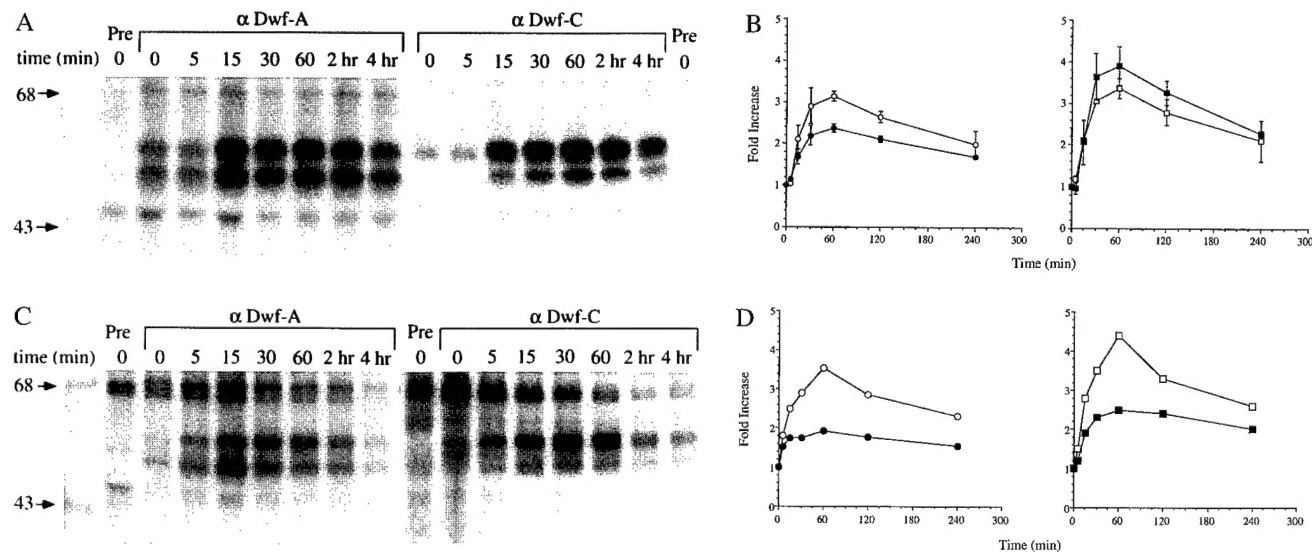 A
α Dwf-A
α Dwf-C
Pre
Pre
time (min) 0 0 5 15 30 60 2 hr 4 hr 0 5 15 30 60 2 hr 4 hr 0
68
43
B
Fold Increase
5
4
3
2
1
0
0 60 120 180 240 300
5
4
3
2
1
0
0 60 120 180 240 300
Time (min)
C
α Dwf-A
α Dwf-C
Pre
Pre
time (min) 0 0 5 15 30 60 2 hr 4 hr 0 0 5 15 30 60 2 hr 4 hr
68
43
D
Fold Increase
5
4
3
2
1
0
0 60 120 180 240 300
5
4
3
2
1
0
0 60 120 180 240 300
Time (min)